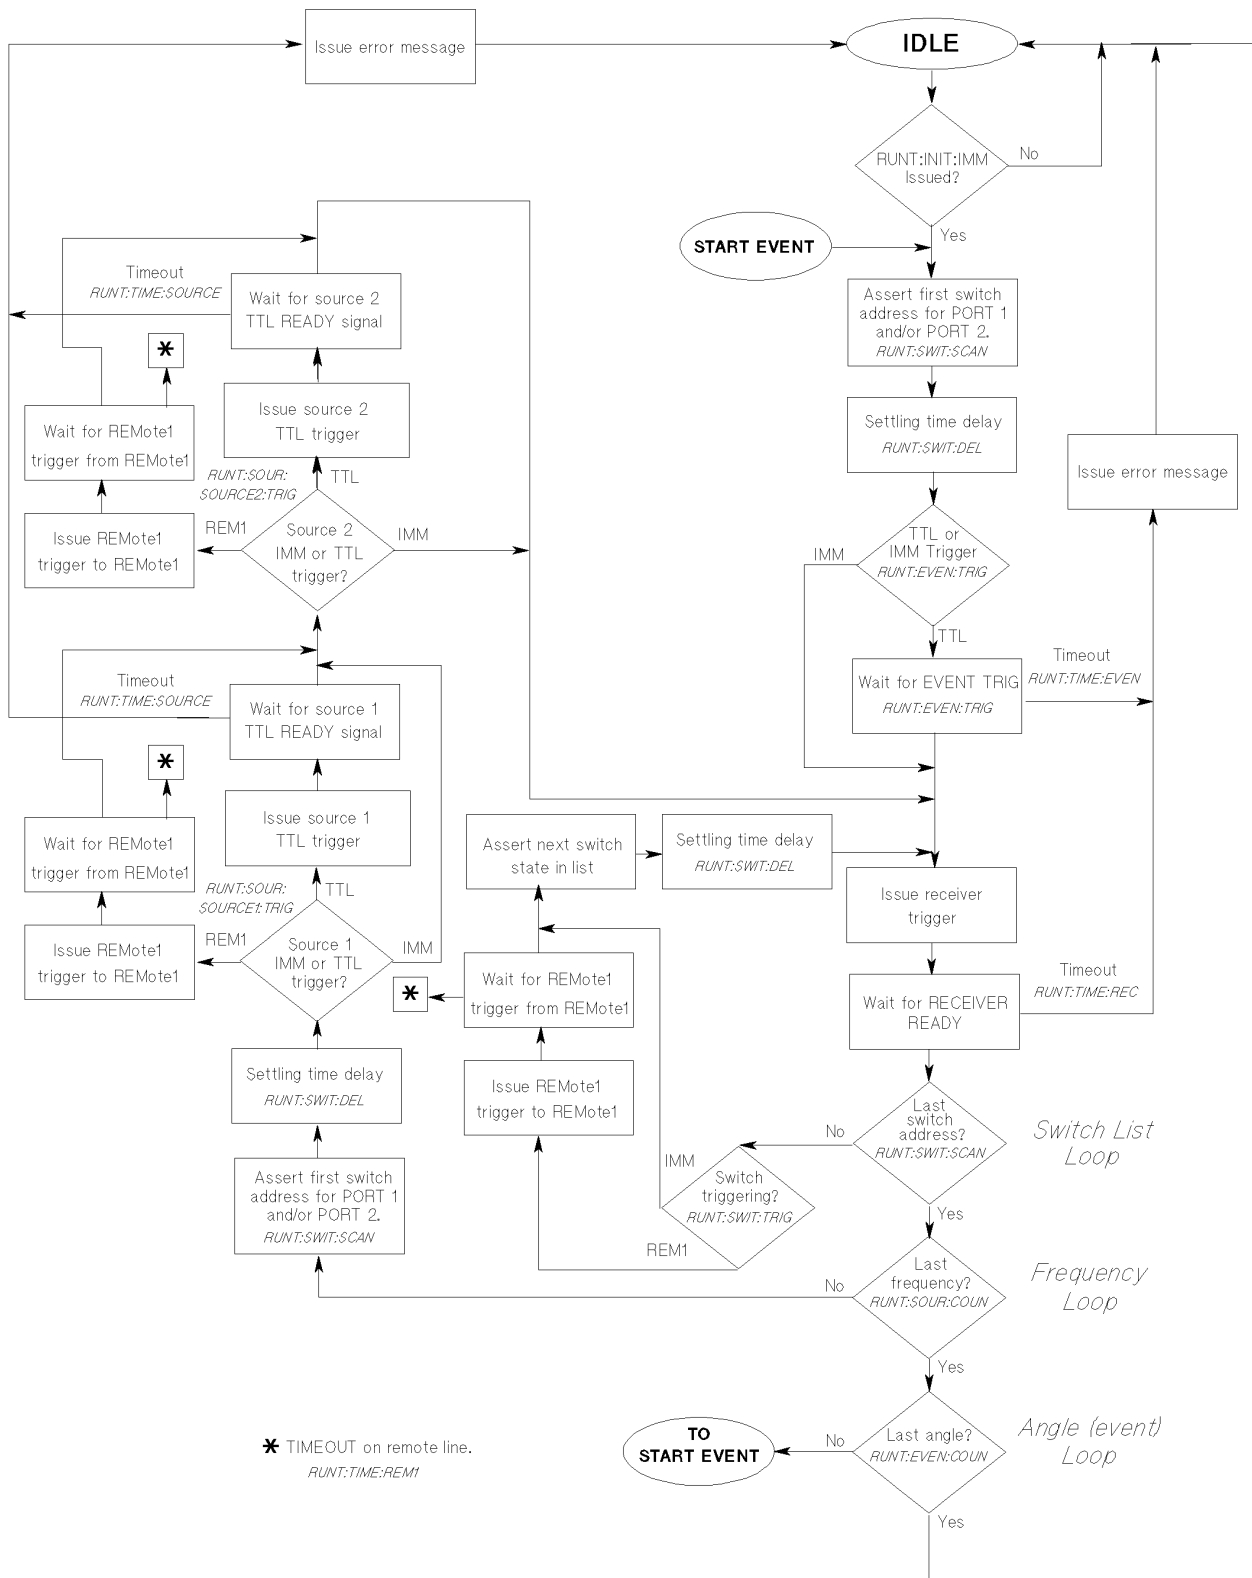 Issue error message
IDLE
RUNT:INIT:IMM
Issued?
No
Yes
START EVENT
Assert first switch
address for PORT 1
and/or PORT 2.
RUNT:SWIT:SCAN
Settling time delay
RUNT:SWIT:DEL
TTL or
IMM Trigger
RUNT:EVEN:TRIG
IMM
TTL
Wait for EVENT TRIG
RUNT:EVEN:TRIG
Timeout
RUNT:TIME:EVEN
Issue error message
Issue receiver
trigger
Wait for RECEIVER
READY
Timeout
RUNT:TIME:REC
Last
switch
address?
RUNT:SWIT:SCAN
No
Yes
Switch List
Loop
Switch
triggering?
RUNT:SWIT:TRIG
IMM
REM1
Issue REMote1
trigger to REMote1
Wait for REMote1
trigger from REMote1
*
Assert next switch
state in list
Settling time delay
RUNT:SWIT:DEL
Last
frequency?
RUNT:SOUR:COUN
No
Yes
Frequency
Loop
Assert first switch
address for PORT 1
and/or PORT 2.
RUNT:SWIT:SCAN
Settling time delay
RUNT:SWIT:DEL
Source 1
IMM or TTL
trigger?
RUNT:SOUR:
SOURCE1:TRIG
TTL
REM1
IMM
Issue REMote1
trigger to REMote1
Wait for REMote1
trigger from REMote1
*
Issue source 1
TTL trigger
Wait for source 1
TTL READY signal
Timeout
RUNT:TIME:SOURCE
Source 2
IMM or TTL
trigger?
RUNT:SOUR:
SOURCE2:TRIG
TTL
REM1
IMM
Issue REMote1
trigger to REMote1
Wait for REMote1
trigger from REMote1
*
Issue source 2
TTL trigger
Wait for source 2
TTL READY signal
Timeout
RUNT:TIME:SOURCE
Last angle?
RUNT:EVEN:COUN
No
Yes
Angle (event)
Loop
TO
START EVENT
* TIMEOUT on remote line.
RUNT:TIME:REM1